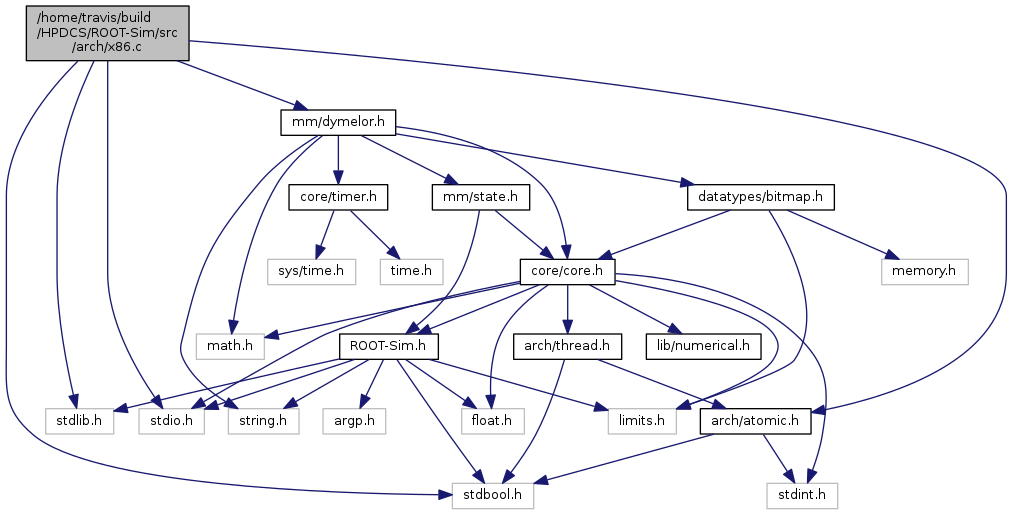 /home/travis/build
/HPDCS/ROOT-Sim/src
/arch/x86.c
mm/dymelor.h
core/timer.h
mm/state.h
datatypes/bitmap.h
sys/time.h
time.h
core/core.h
memory.h
math.h
ROOT-Sim.h
arch/thread.h
lib/numerical.h
stdlib.h
stdio.h
string.h
argp.h
float.h
limits.h
arch/atomic.h
stdbool.h
stdint.h